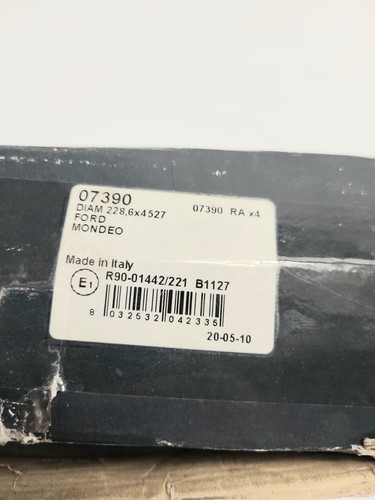 07390
07390 RA x4
DIAM 228,6x4527
FORD
MONDEO
Made in Italy
E1
R90-01442/221 B1127
8 032532 042335
20-05-10